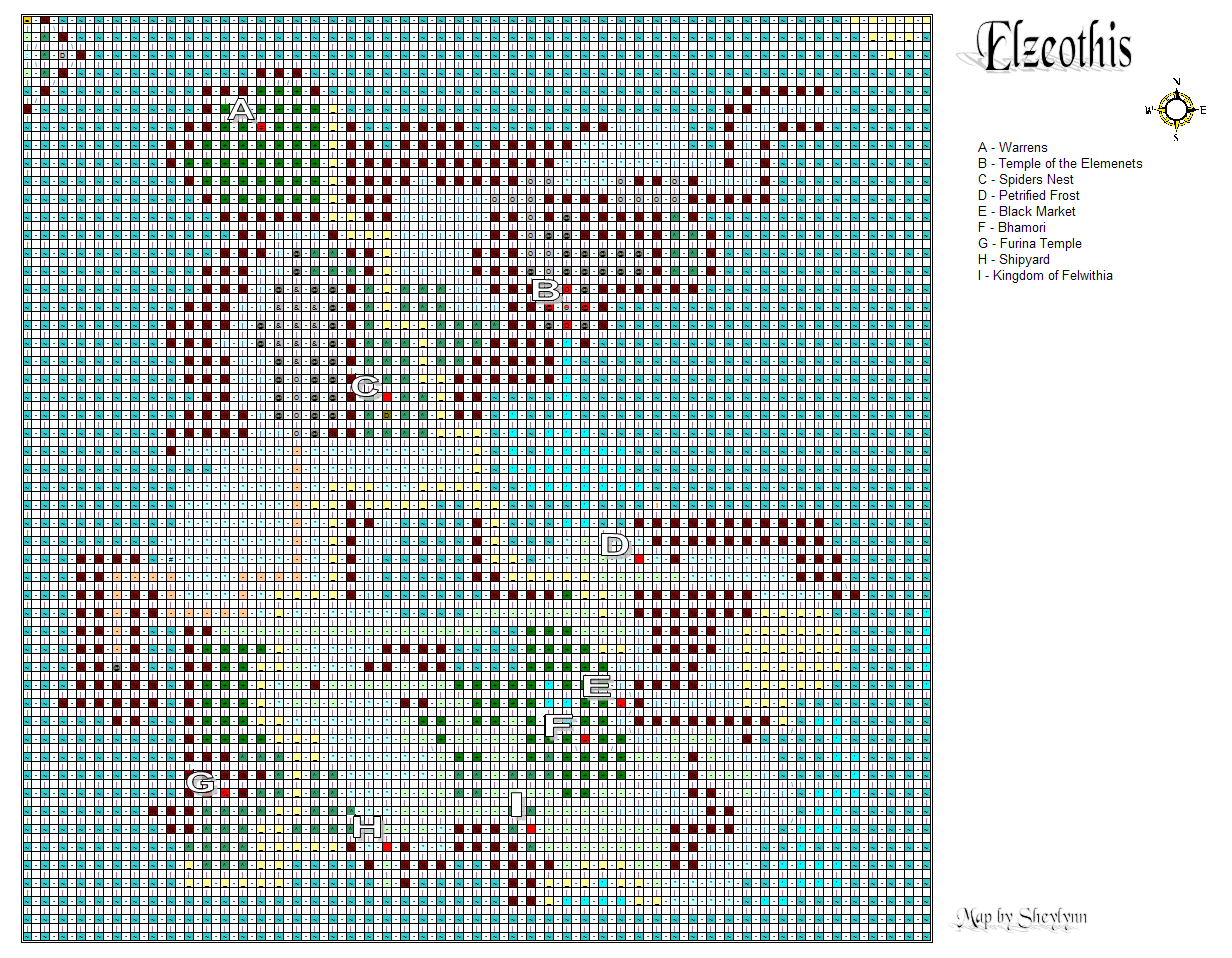 Elzcothis
N
W E
S
A - Warrens
B - Temple of the Elemenets
C - Spiders Nest
D - Petrified Frost
E - Black Market
F - Bhamori
G - Furina Temple
H - Shipyard
I - Kingdom of Felwithia
A
B
C
D
E
F
G
I
H
Map by Sheylynn